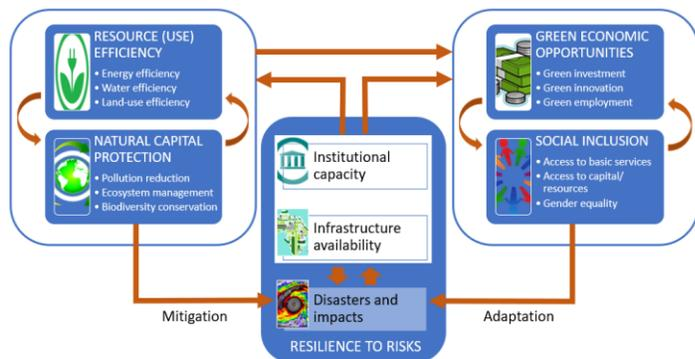 RESOURCE (USE)
EFFICIENCY
• Energy efficiency
• Water efficiency
• Land-use efficiency
NATURAL CAPITAL
PROTECTION
• Pollution reduction
• Ecosystem management
• Biodiversity conservation
Institutional
capacity
Infrastructure
availability
Disasters and
impacts
RESILIENCE TO RISKS
GREEN ECONOMIC
OPPORTUNITIES
• Green investment
• Green innovation
• Green employment
SOCIAL INCLUSION
• Access to basic services
• Access to capital/
resources
• Gender equality
Mitigation
Adaptation